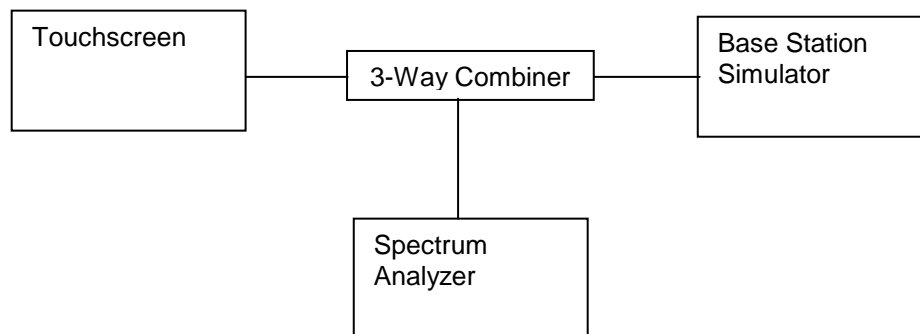 Touchscreen
3-Way Combiner
Base Station
Simulator
Spectrum
Analyzer